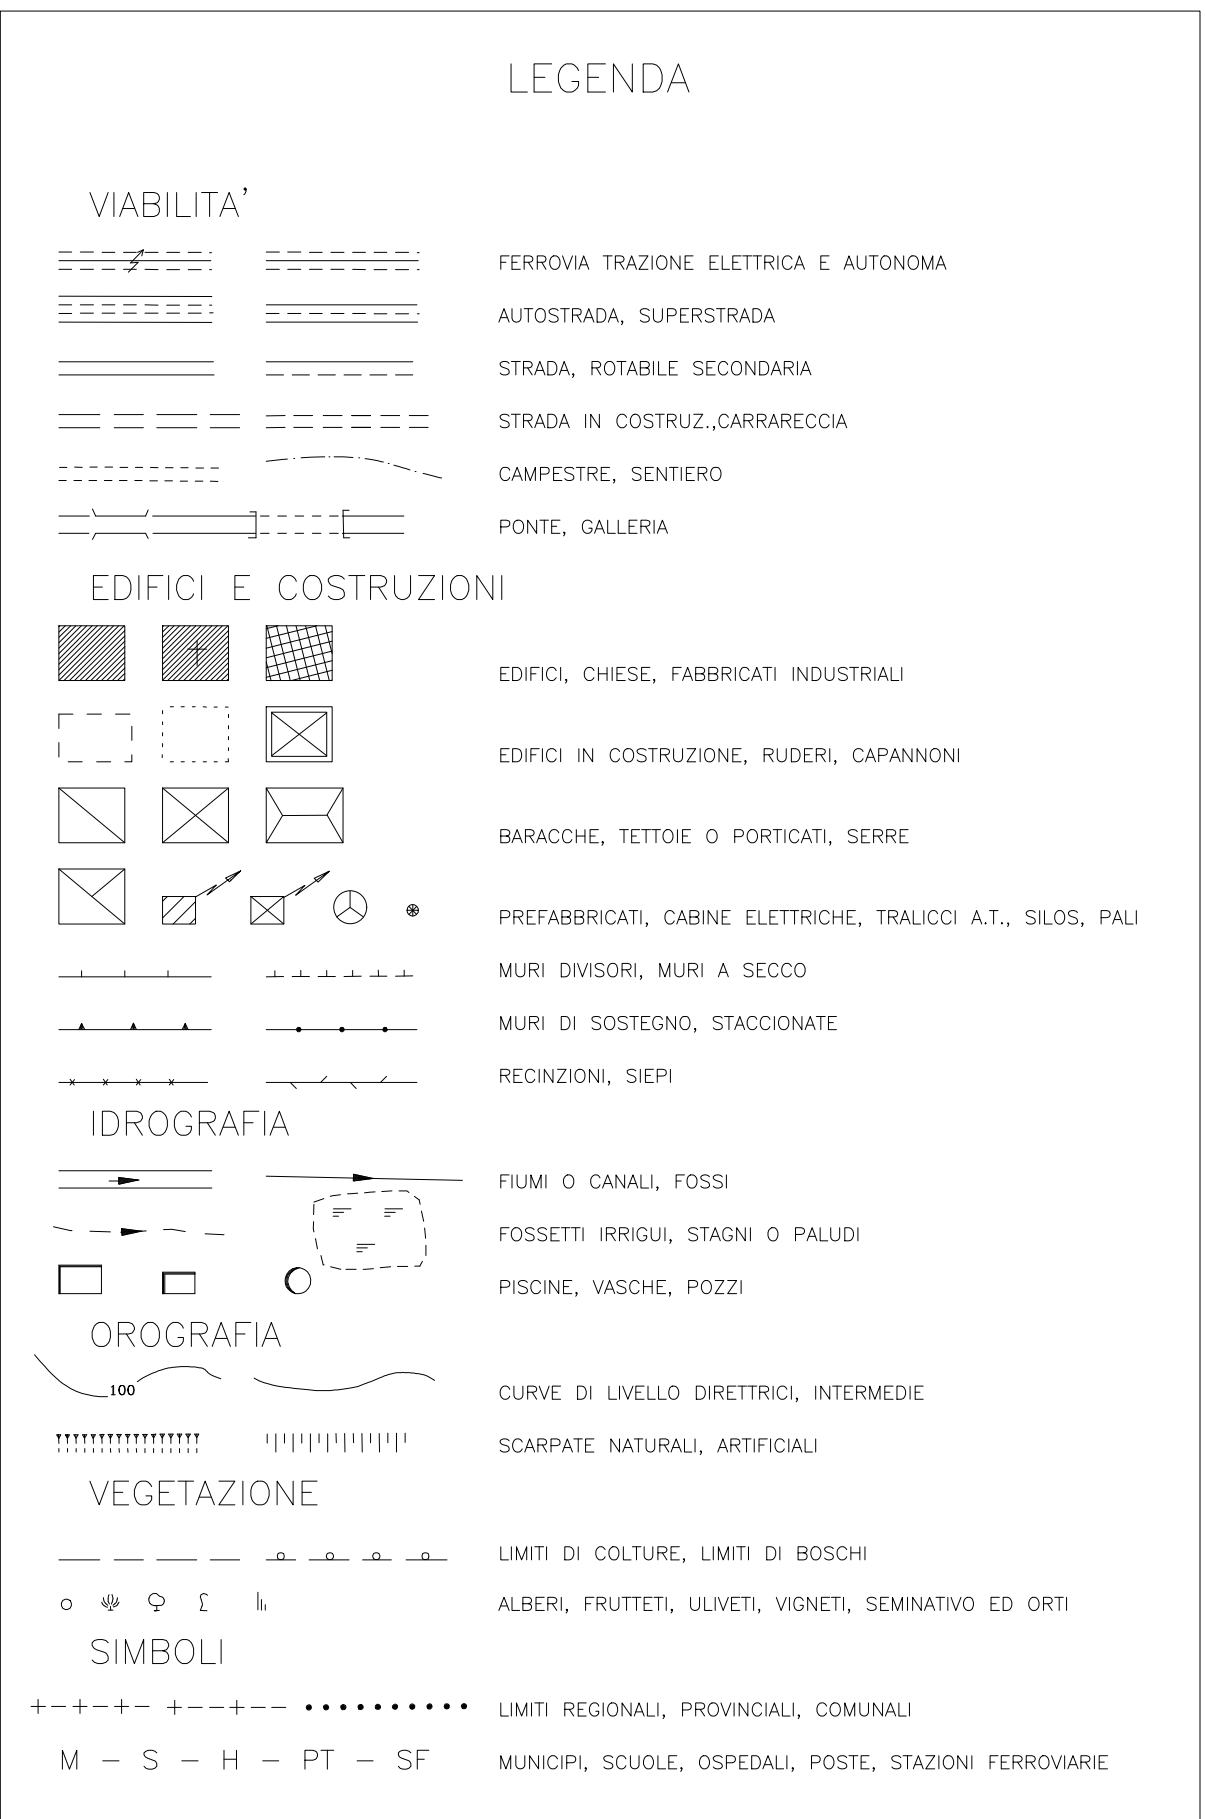 LEGENDA
VIABILITA'
FERROVIA TRAZIONE ELETTRICA E AUTONOMA
AUTOSTRADA, SUPERSTRADA
STRADA, ROTABILE SECONDARIA
STRADA IN COSTRUZ.,CARRARECCIA
CAMPESTRE, SENTIERO
PONTE, GALLERIA
EDIFICI E COSTRUZIONI
EDIFICI, CHIESE, FABBRICATI INDUSTRIALI
EDIFICI IN COSTRUZIONE, RUDERI, CAPANNONI
BARACCHE, TETTOIE O PORTICATI, SERRE
PREFABBRICATI, CABINE ELETTRICHE, TRALICCI A.T., SILOS, PALI
MURI DIVISORI, MURI A SECCO
MURI DI SOSTEGNO, STACCIONATE
RECINZIONI, SIEPI
IDROGRAFIA
FIUMI O CANALI, FOSSI
FOSSETTI IRRIGUI, STAGNI O PALUDI
PISCINE, VASCHE, POZZI
OROGRAFIA
100 CURVE DI LIVELLO DIRETTRICI, INTERMEDIE
SCARPATE NATURALI, ARTIFICIALI
VEGETAZIONE
LIMITI DI COLTURE, LIMITI DI BOSCHI
ALBERI, FRUTTETI, ULIVETI, VIGNETI, SEMINATIVO ED ORTI
SIMBOLI
LIMITI REGIONALI, PROVINCIALI, COMUNALI
M – S – H – PT – SF MUNICIPI, SCUOLE, OSPEDALI, POSTE, STAZIONI FERROVIARIE